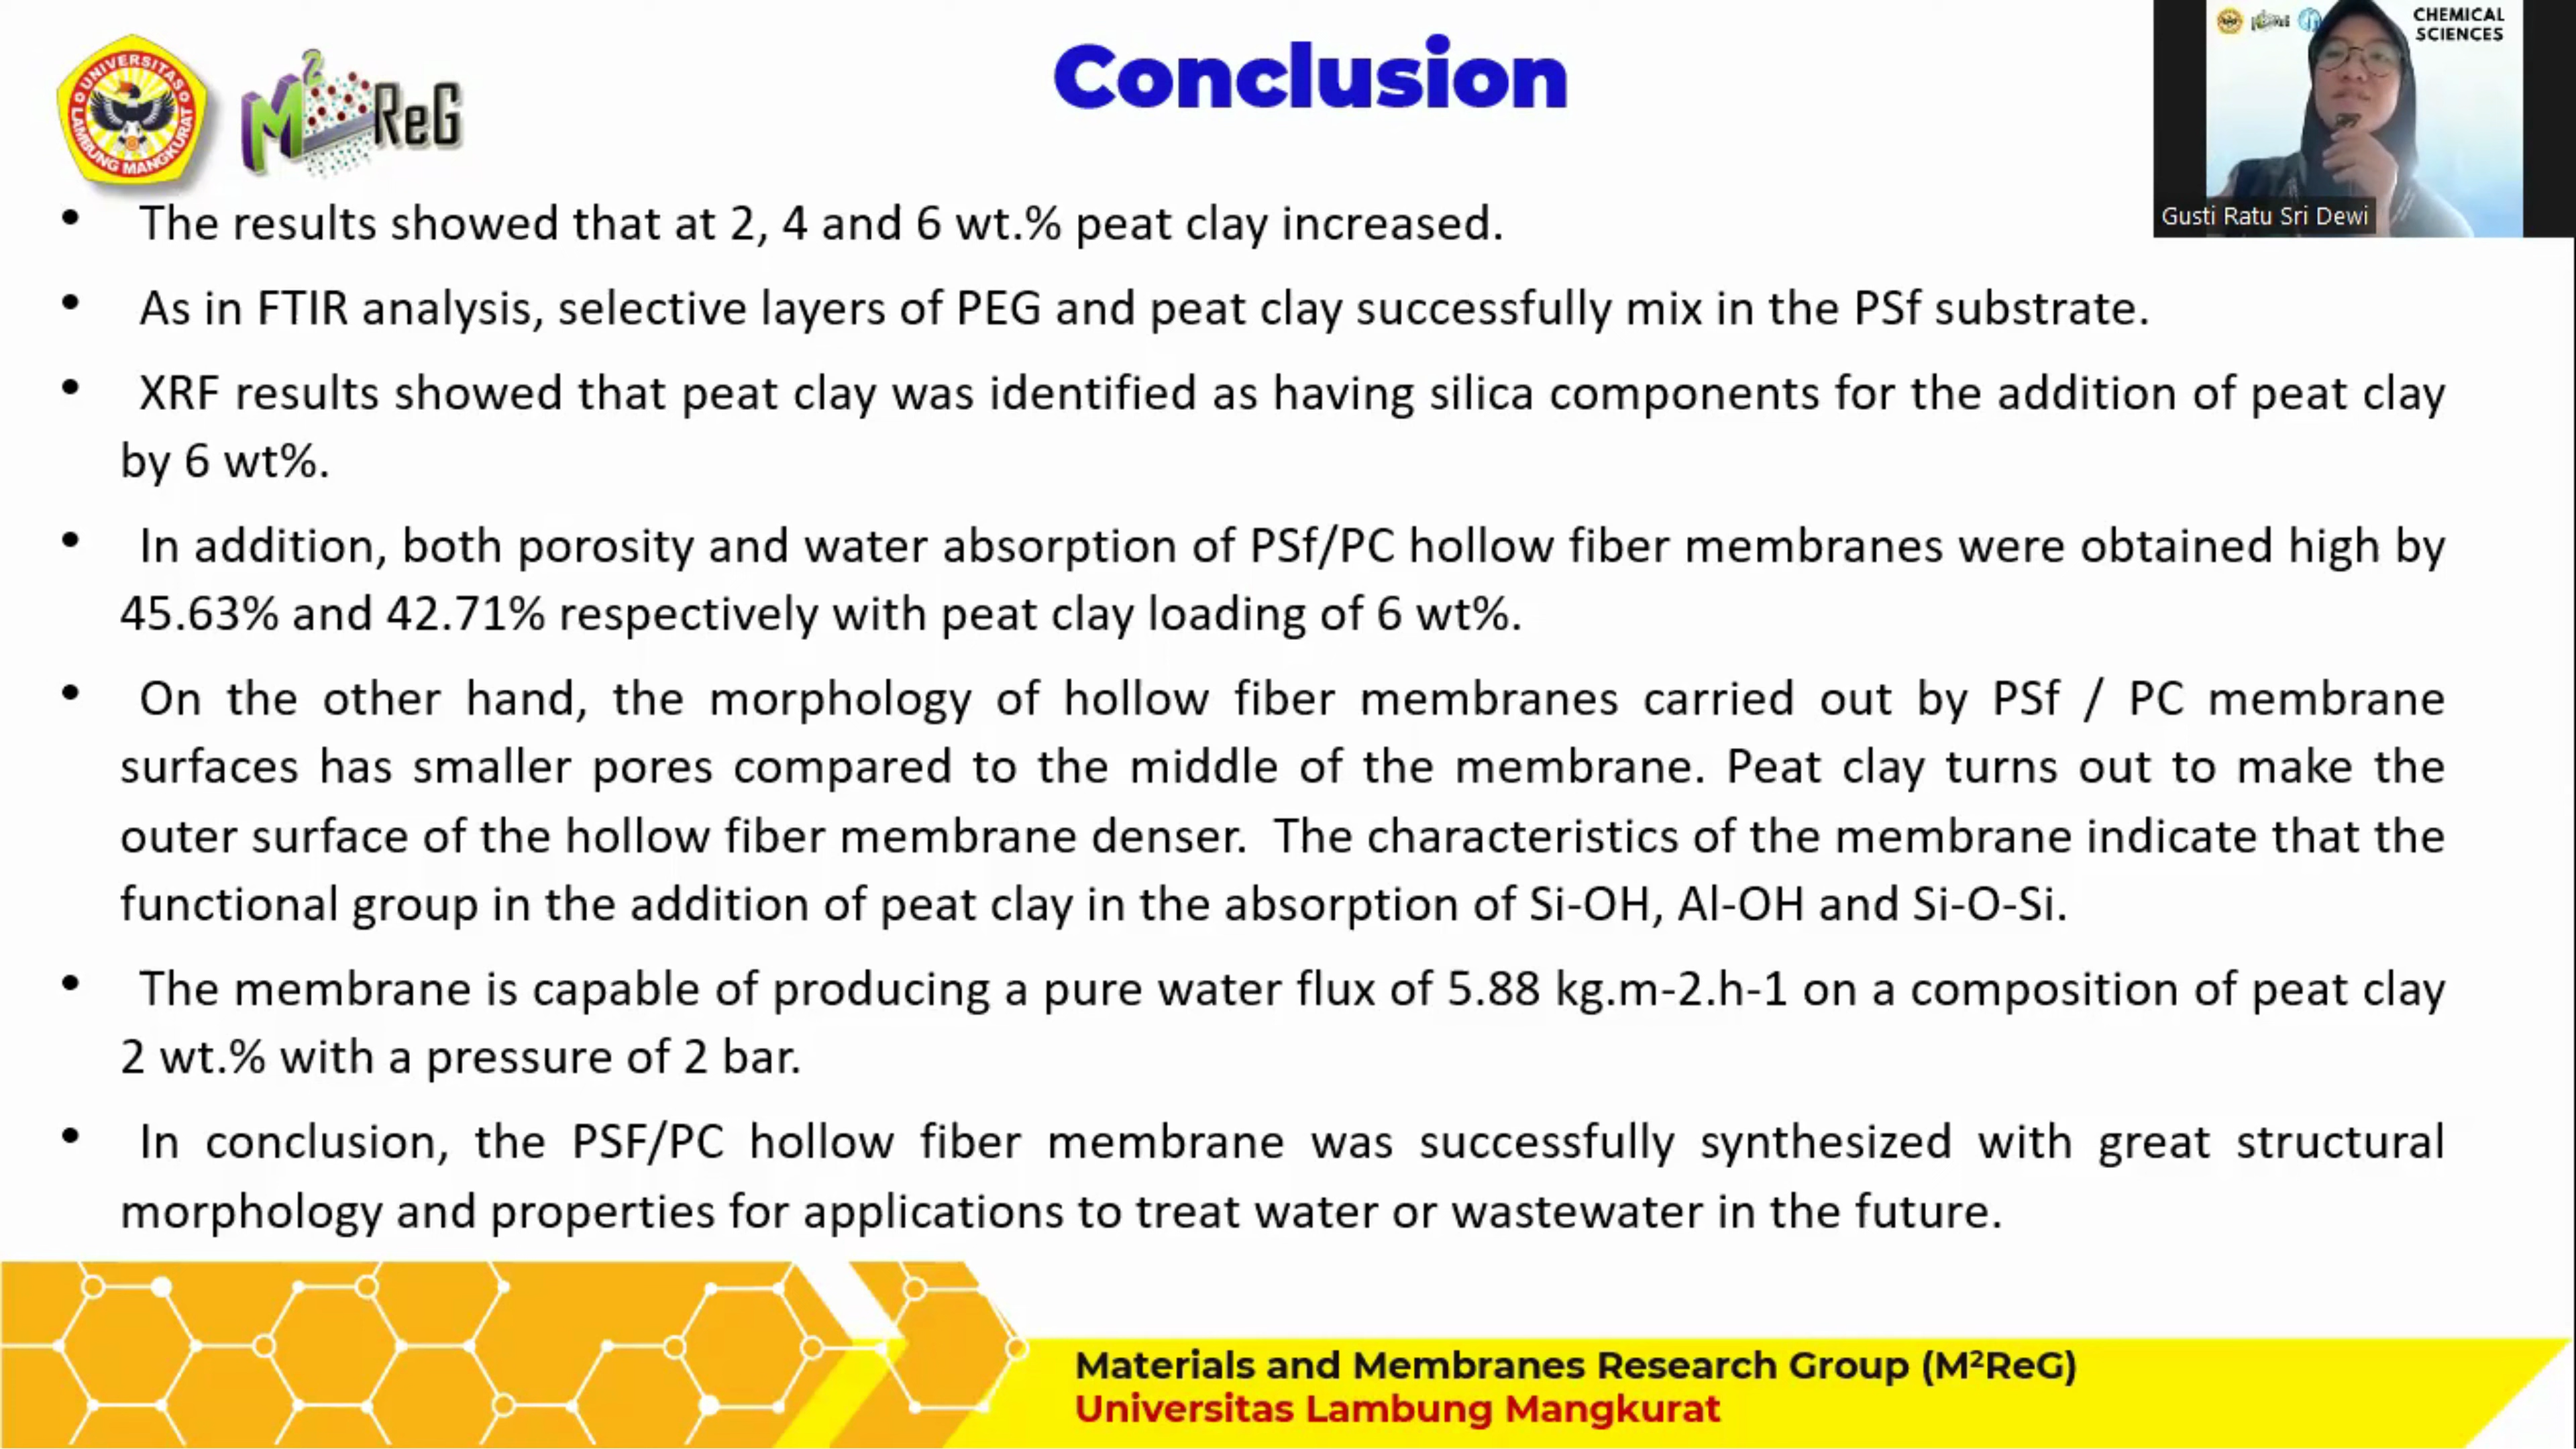 Conclusion
UNIVERSITAS
LAMBUNG MANGKURAT
M2ReG
CHEMICAL
SCIENCES
Gusti Ratu Sri Dewi
• The results showed that at 2, 4 and 6 wt.% peat clay increased.
• As in FTIR analysis, selective layers of PEG and peat clay successfully mix in the PSf substrate.
• XRF results showed that peat clay was identified as having silica components for the addition of peat clay
by 6 wt%.
• In addition, both porosity and water absorption of PSf/PC hollow fiber membranes were obtained high by
45.63% and 42.71% respectively with peat clay loading of 6 wt%.
• On the other hand, the morphology of hollow fiber membranes carried out by PSf / PC membrane
surfaces has smaller pores compared to the middle of the membrane. Peat clay turns out to make the
outer surface of the hollow fiber membrane denser. The characteristics of the membrane indicate that the
functional group in the addition of peat clay in the absorption of Si-OH, Al-OH and Si-O-Si.
• The membrane is capable of producing a pure water flux of 5.88 kg.m-2.h-1 on a composition of peat clay
2 wt.% with a pressure of 2 bar.
• In conclusion, the PSF/PC hollow fiber membrane was successfully synthesized with great structural
morphology and properties for applications to treat water or wastewater in the future.
Materials and Membranes Research Group (M²ReG)
Universitas Lambung Mangkurat